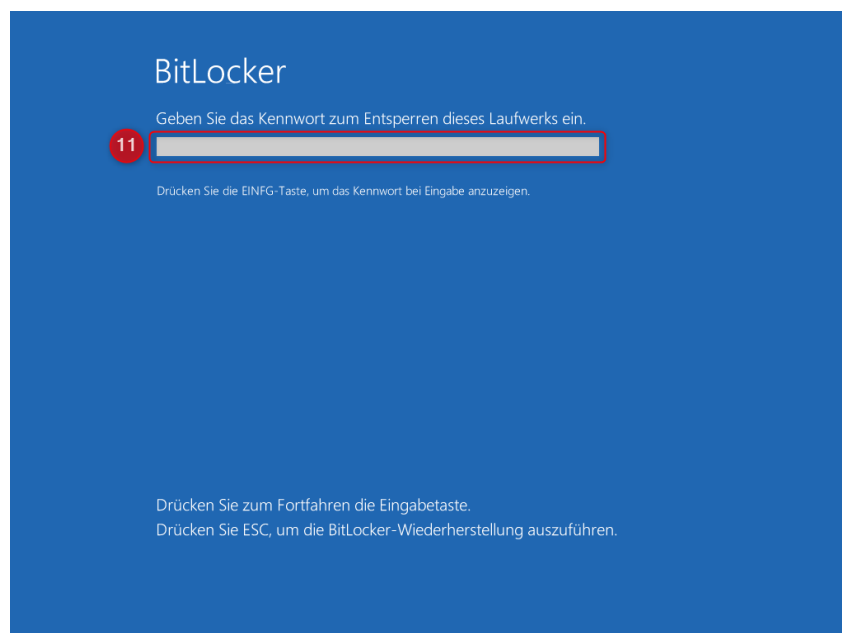 BitLocker
Geben Sie das Kennwort zum Entsperren dieses Laufwerks ein.
11
Drücken Sie die EINFG-Taste, um das Kennwort bei Eingabe anzuzeigen.
Drücken Sie zum Fortfahren die Eingabetaste.
Drücken Sie ESC, um die BitLocker-Wiederherstellung auszuführen.